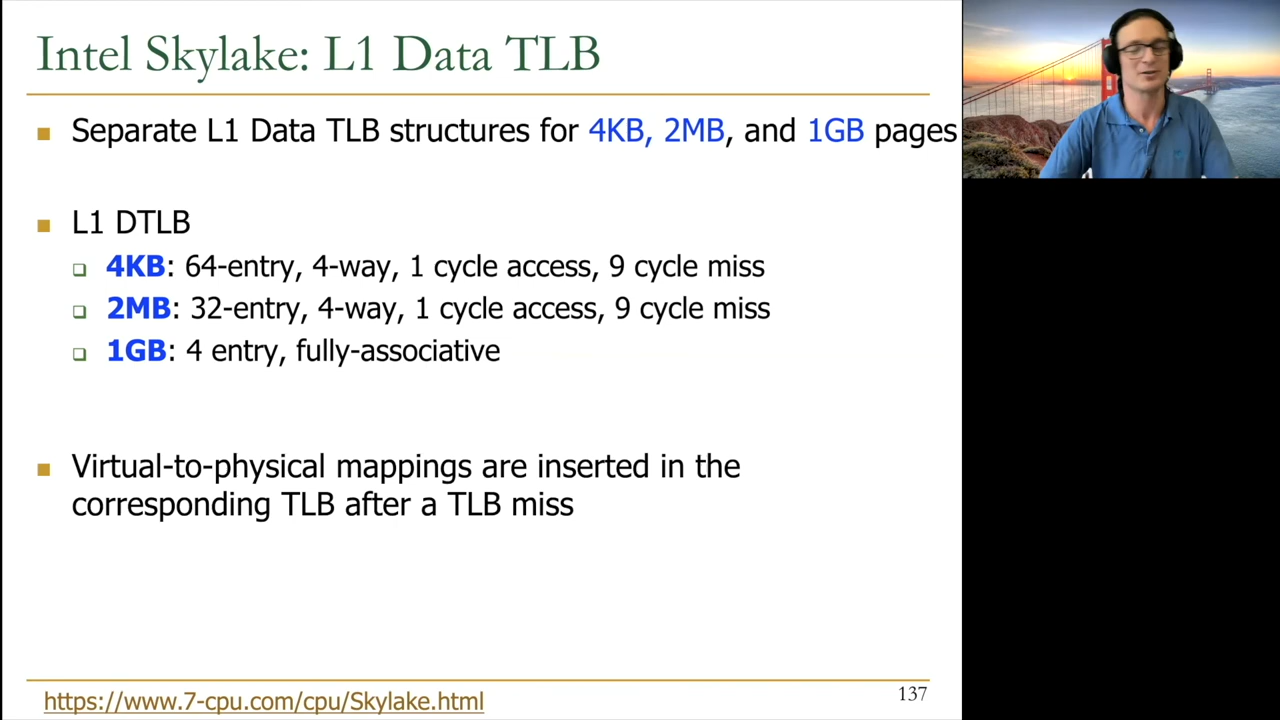 Intel Skylake: L1 Data TLB
Separate L1 Data TLB structures for 4KB, 2MB, and 1GB pages
L1 DTLB
4KB: 64-entry, 4-way, 1 cycle access, 9 cycle miss
2MB: 32-entry, 4-way, 1 cycle access, 9 cycle miss
1GB: 4 entry, fully-associative
Virtual-to-physical mappings are inserted in the
corresponding TLB after a TLB miss
https://www.7-cpu.com/cpu/Skylake.html
137